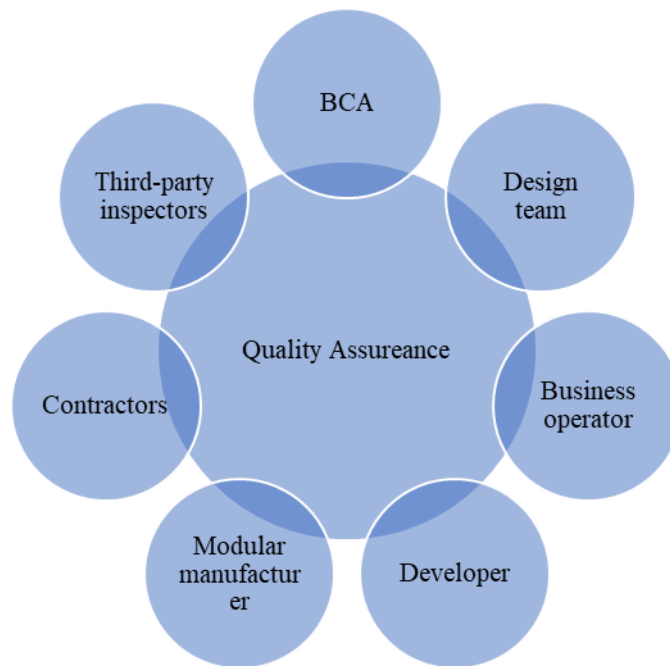 BCA
Design
team
Third-party
inspectors
Quality Assureance
Business
operator
Contractors
Modular
manufactur
er
Developer